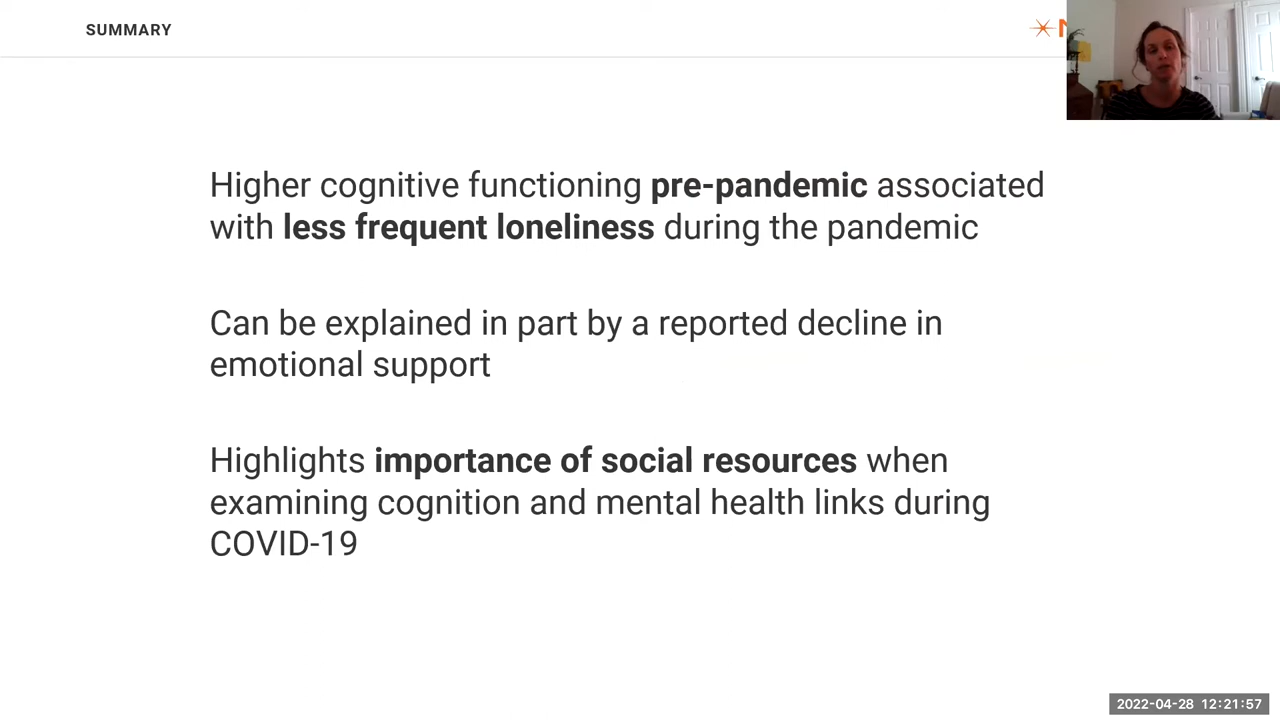 SUMMARY
Higher cognitive functioning pre-pandemic associated
with less frequent loneliness during the pandemic
Can be explained in part by a reported decline in
emotional support
Highlights importance of social resources when
examining cognition and mental health links during
COVID-19
2022-04-28 12:21:57